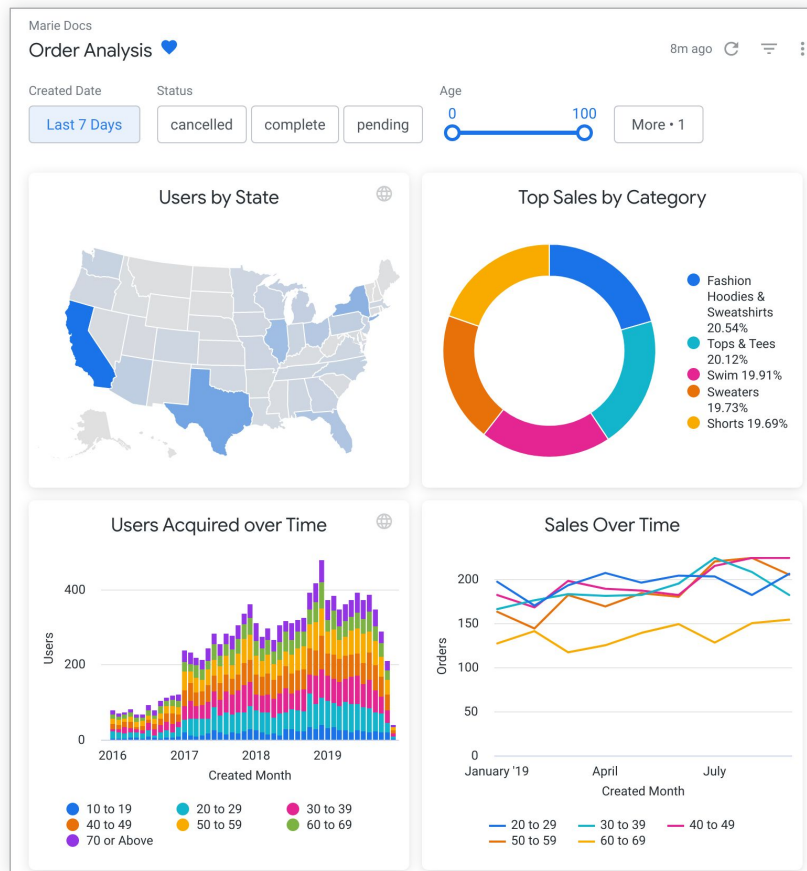 Marie Docs
Order Analysis
8m ago
Created Date
Status
Age
Last 7 Days
cancelled
complete
pending
0
100
More • 1
Users by State
Top Sales by Category
Fashion
Hoodies &
Sweatshirts
20.54%
Tops & Tees
20.12%
Swim 19.91%
Sweaters
19.73%
Shorts 19.69%
Users Acquired over Time
400
200
0
Users
2016
2017
2018
2019
Created Month
10 to 19
20 to 29
30 to 39
40 to 49
50 to 59
60 to 69
70 or Above
Sales Over Time
200
150
100
50
0
Orders
January '19
April
July
Created Month
20 to 29
30 to 39
40 to 49
50 to 59
60 to 69